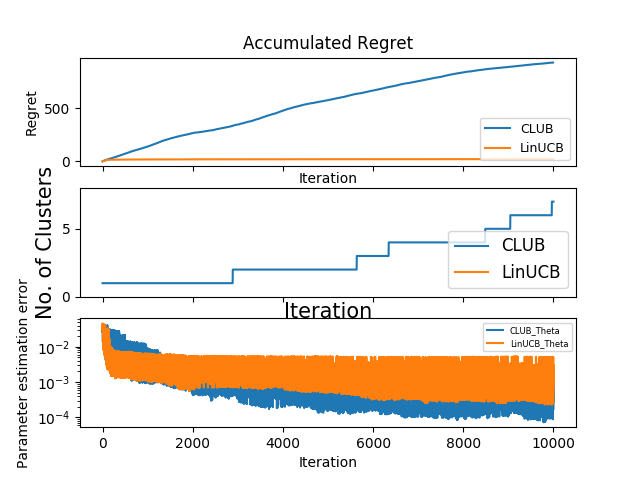 Accumulated Regret
Regret
500
0
CLUB
LinUCB
Iteration
No. of Clusters
5
0
CLUB
LinUCB
Iteration
Parameter estimation error
10⁻²
10⁻³
10⁻⁴
CLUB_Theta
LinUCB_Theta
0 2000 4000 6000 8000 10000
Iteration